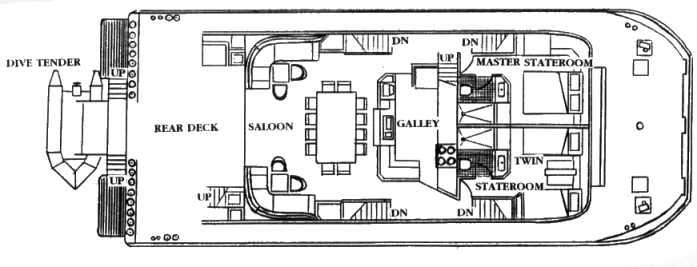 DN
DN
DIVE TENDER
UP
UP
MASTER STATEROOM
REAR DECK
SALOON
GALLEY
TWIN
UP
STATEROOM
UP
DN
DN